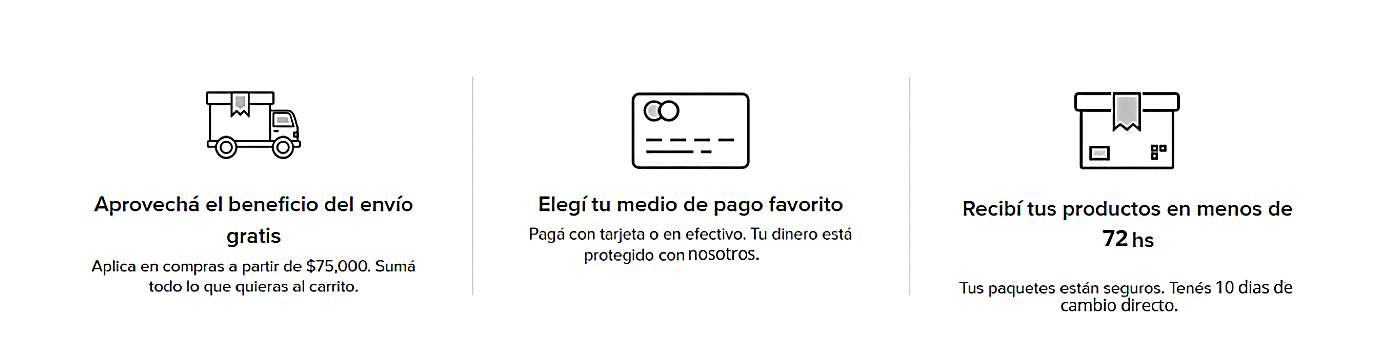 Aprovechá el beneficio del envío
gratis
Aplica en compras a partir de $75,000. Sumá
todo lo que quieras al carrito.
Elegí tu medio de pago favorito
Pagá con tarjeta o en efectivo. Tu dinero está
protegido con nosotros.
Recibí tus productos en menos de
72 hs
Tus paquetes están seguros. Tenés 10 dias de
cambio directo.